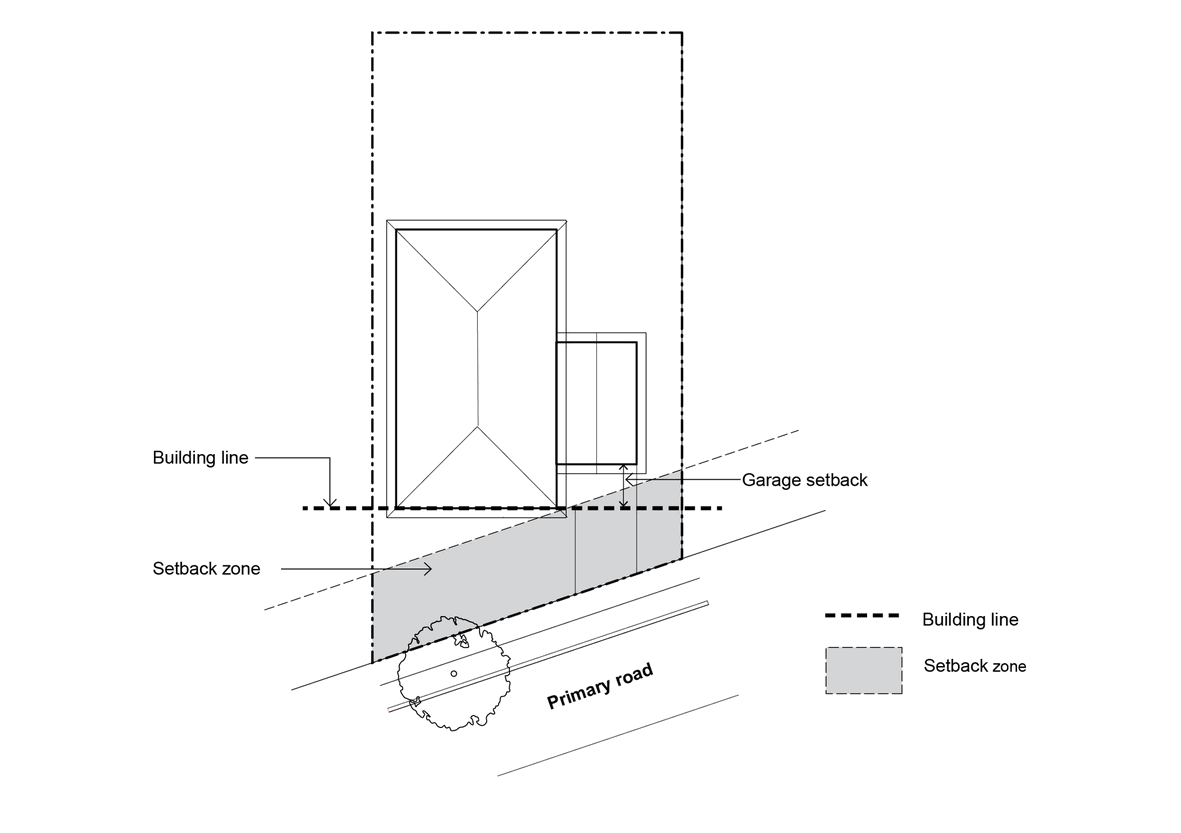 Building line
Garage setback
Setback zone
Primary road
Building line
Setback zone